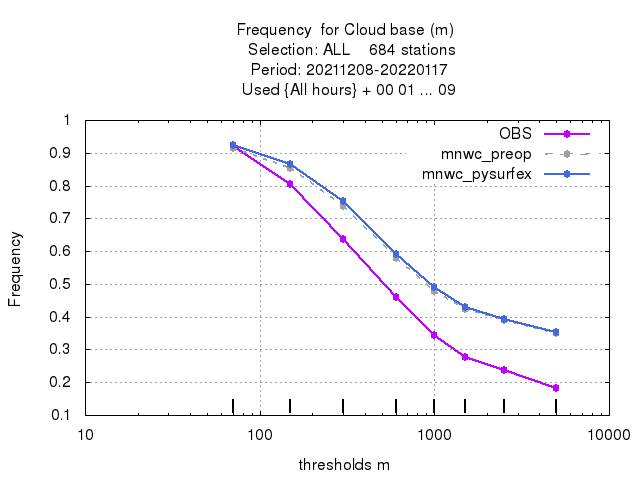 Frequency  for Cloud base (m)
Selection: ALL    684 stations
Period: 20211208-20220117
Used {All hours} + 00 01 ... 09
1
0.9
0.8
0.7
0.6
0.5
0.4
0.3
0.2
0.1
Frequency
OBS
mnwc_preop
mnwc_pysurfex
10
100
1000
10000
thresholds m